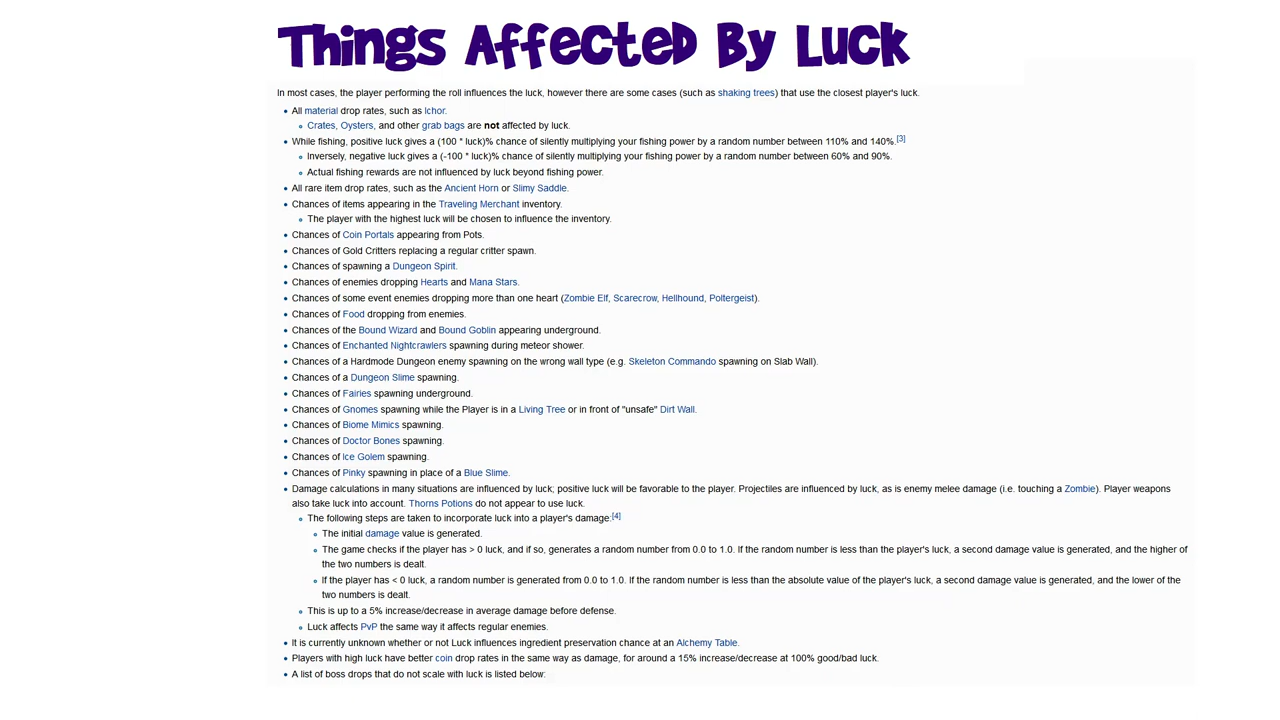 Things Affected By Luck
In most cases, the player performing the roll influences the luck, however there are some cases (such as shaking trees) that use the closest player's luck.
• All material drop rates, such as Ichor.
Crates, Oysters, and other grab bags are not affected by luck.
• While fishing, positive luck gives a (100 * luck)% chance of silently multiplying your fishing power by a random number between 110% and 140%.[3]
Inversely, negative luck gives a (-100 * luck)% chance of silently multiplying your fishing power by a random number between 60% and 90%.
Actual fishing rewards are not influenced by luck beyond fishing power.
• All rare item drop rates, such as the Ancient Horn or Slimy Saddle.
• Chances of items appearing in the Traveling Merchant inventory.
The player with the highest luck will be chosen to influence the inventory.
• Chances of Coin Portals appearing from Pots.
• Chances of Gold Critters replacing a regular critter spawn.
• Chances of spawning a Dungeon Spirit.
• Chances of enemies dropping Hearts and Mana Stars.
• Chances of some event enemies dropping more than one heart (Zombie Elf, Scarecrow, Hellhound, Poltergeist).
• Chances of Food dropping from enemies.
• Chances of the Bound Wizard and Bound Goblin appearing underground.
• Chances of Enchanted Nightcrawlers spawning during meteor shower.
• Chances of a Hardmode Dungeon enemy spawning on the wrong wall type (e.g. Skeleton Commando spawning on Slab Wall).
• Chances of a Dungeon Slime spawning.
• Chances of Fairies spawning underground.
• Chances of Gnomes spawning while the Player is in a Living Tree or in front of "unsafe" Dirt Wall.
• Chances of Biome Mimics spawning.
• Chances of Doctor Bones spawning.
• Chances of Ice Golem spawning.
• Chances of Pinky spawning in place of a Blue Slime.
• Damage calculations in many situations are influenced by luck; positive luck will be favorable to the player. Projectiles are influenced by luck, as is enemy melee damage (i.e. touching a Zombie). Player weapons
also take luck into account. Thorns Potions do not appear to use luck.
The following steps are taken to incorporate luck into a player's damage:[4]
The initial damage value is generated.
The game checks if the player has > 0 luck, and if so, generates a random number from 0.0 to 1.0. If the random number is less than the player's luck, a second damage value is generated, and the higher of
the two numbers is dealt.
If the player has < 0 luck, a random number is generated from 0.0 to 1.0. If the random number is less than the absolute value of the player's luck, a second damage value is generated, and the lower of the
two numbers is dealt.
This is up to a 5% increase/decrease in average damage before defense.
Luck affects PvP the same way it affects regular enemies.
• It is currently unknown whether or not Luck influences ingredient preservation chance at an Alchemy Table.
• Players with high luck have better coin drop rates in the same way as damage, for around a 15% increase/decrease at 100% good/bad luck.
• A list of boss drops that do not scale with luck is listed below: